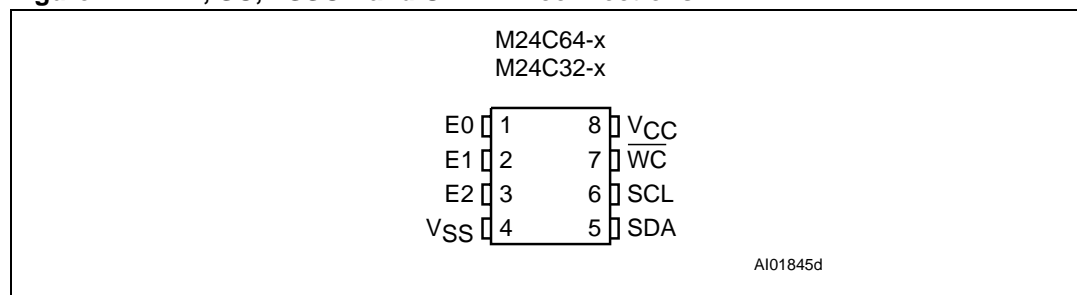 M24C64-x
M24C32-x
E0 1 8 VCC
E1 2 7 WC
E2 3 6 SCL
VSS 4 5 SDA
AI01845d